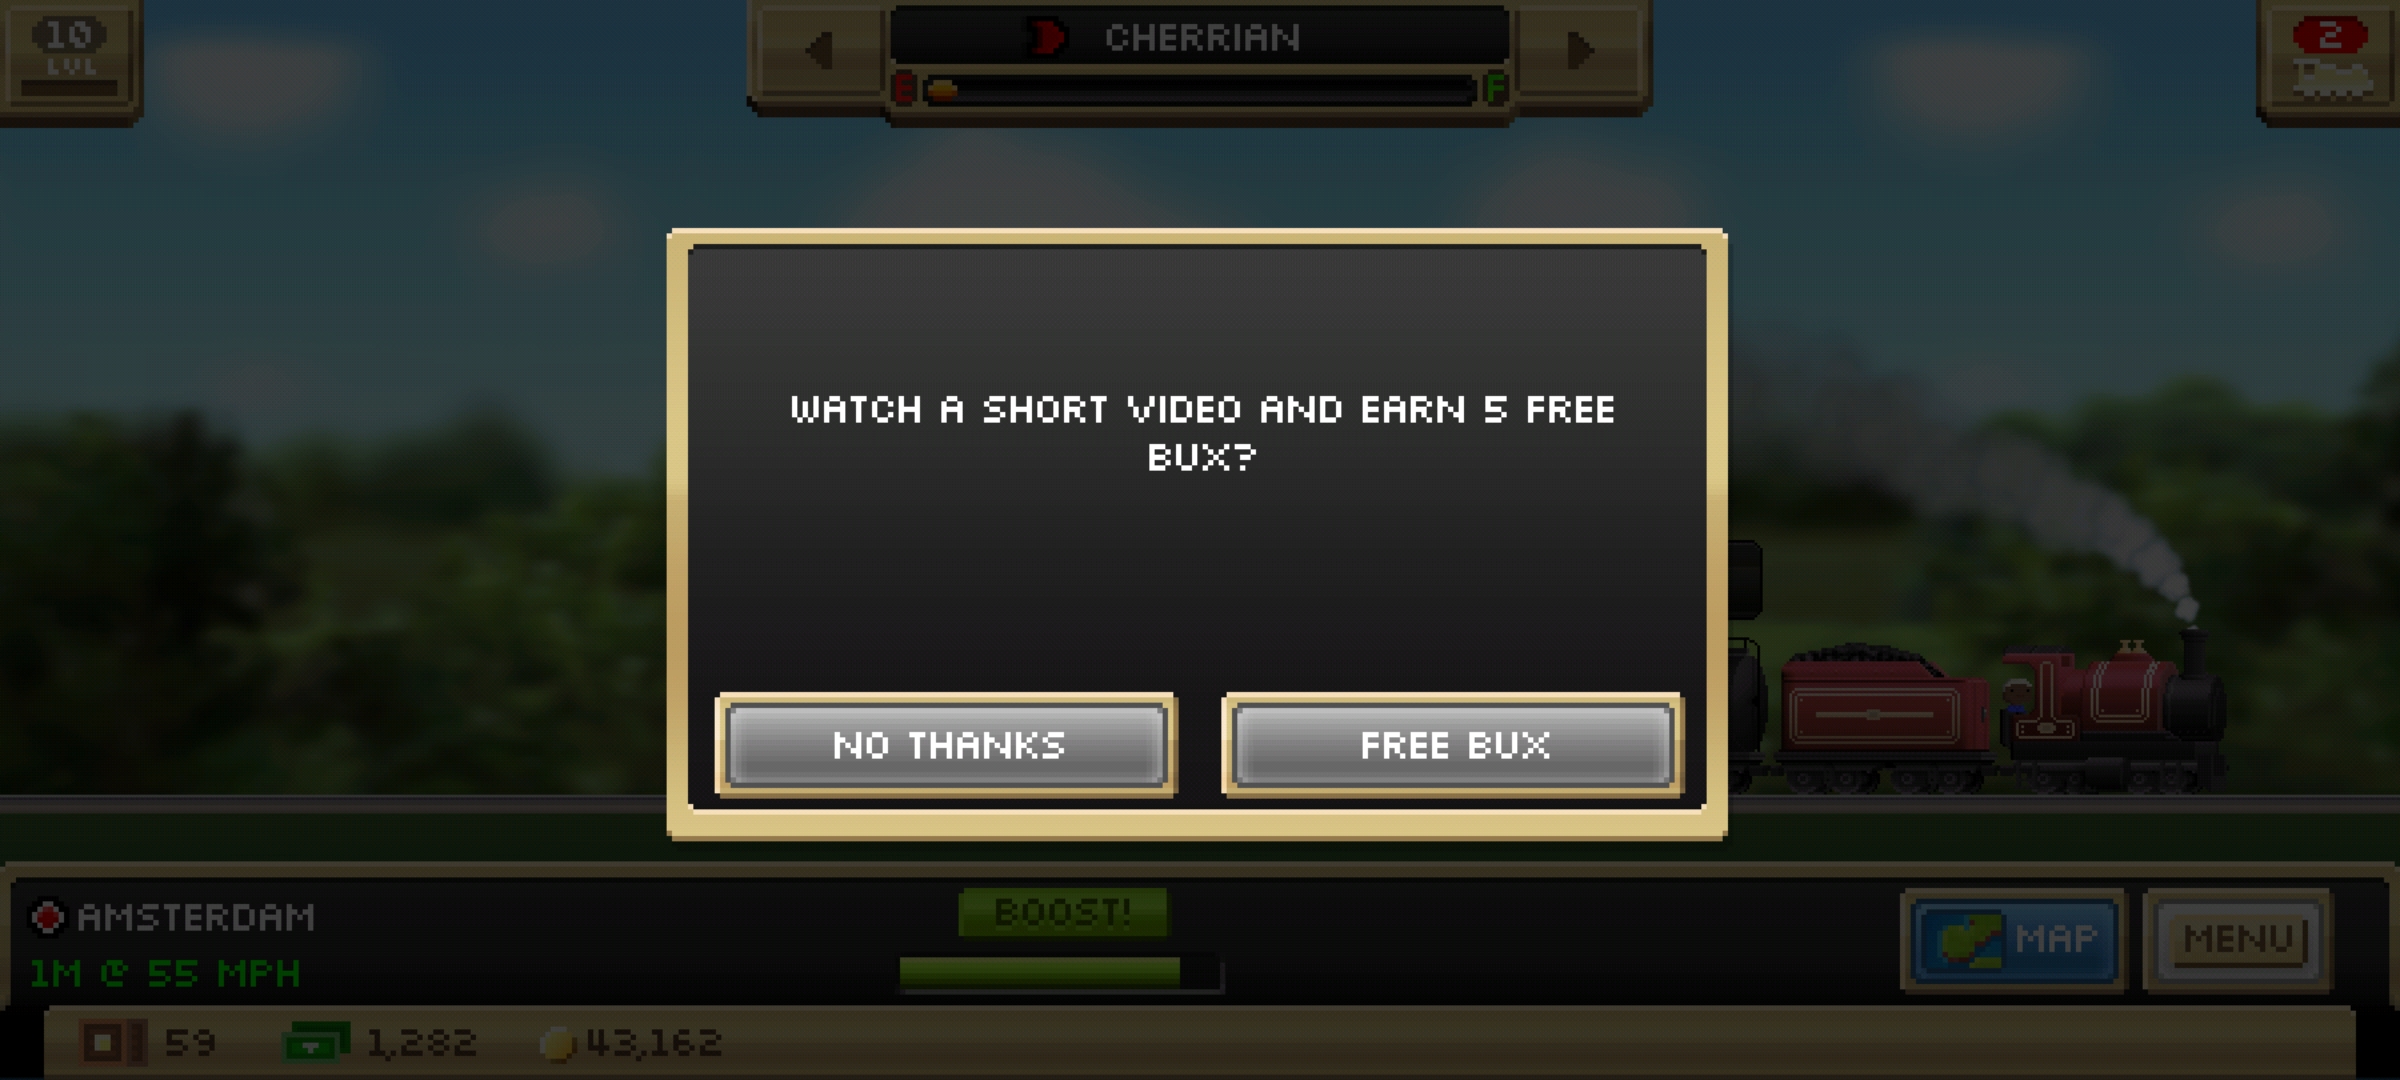 10
LVL
CHERRIAN
E F
2
WATCH A SHORT VIDEO AND EARN 5 FREE
BUX?
NO THANKS
FREE BUX
AMSTERDAM
1M @ 55 MPH
BOOST!
MAP
MENU
59
1,282
43,162